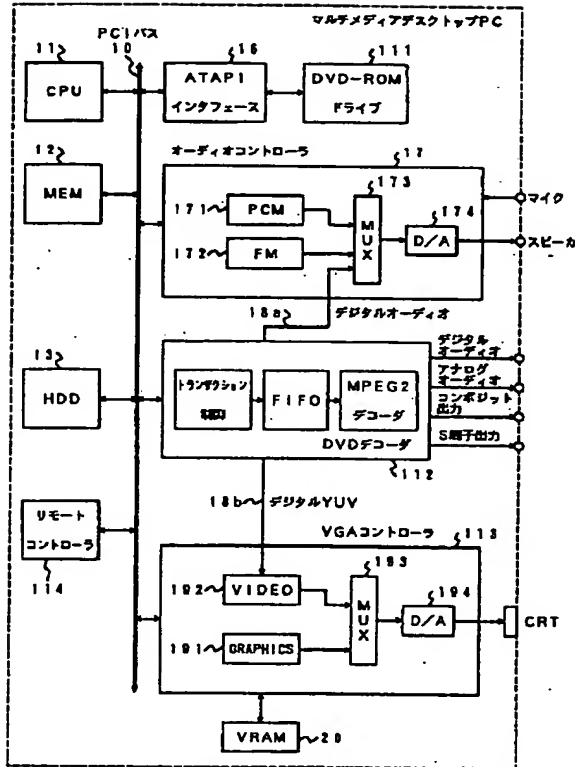 マルチメディアデスクトップPC
PCIバス
10
11
CPU
16
ATAPI
インタフェース
111
DVD-ROM
ドライブ
12
MEM
オーディオコントローラ
17
171
PCM
172
FM
173
MUX
174
D/A
マイク
スピーカ
18a
デジタルオーディオ
13
HDD
トランザクション
FIFO
MPEG2
デコーダ
DVDデコーダ
112
デジタル
オーディオ
アナログ
オーディオ
コンポジット
出力
S端子出力
18b
デジタルYUV
リモート
コントローラ
114
VGAコントローラ
113
192
VIDEO
191
GRAPHICS
193
MUX
194
D/A
CRT
VRAM
20